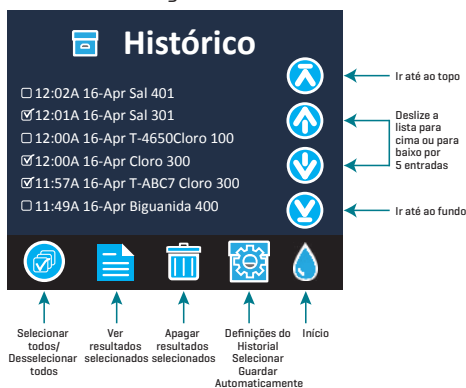 Histórico
12:02A 16-Apr Sal 401
12:01A 16-Apr Sal 301
12:00A 16-Apr T-4650Cloro 100
12:00A 16-Apr Cloro 300
11:57A 16-Apr T-ABC7 Cloro 300
11:49A 16-Apr Biguanida 400
Ir até ao topo
Deslize a
lista para
cima ou para
baixo por
5 entradas
Ir até ao fundo
Selecionar
todos/
Desselecionar
todos
Ver
resultados
selecionados
Apagar
resultados
selecionados
Definições do
Historial
Selecionar
Guardar
Automaticamente
Início